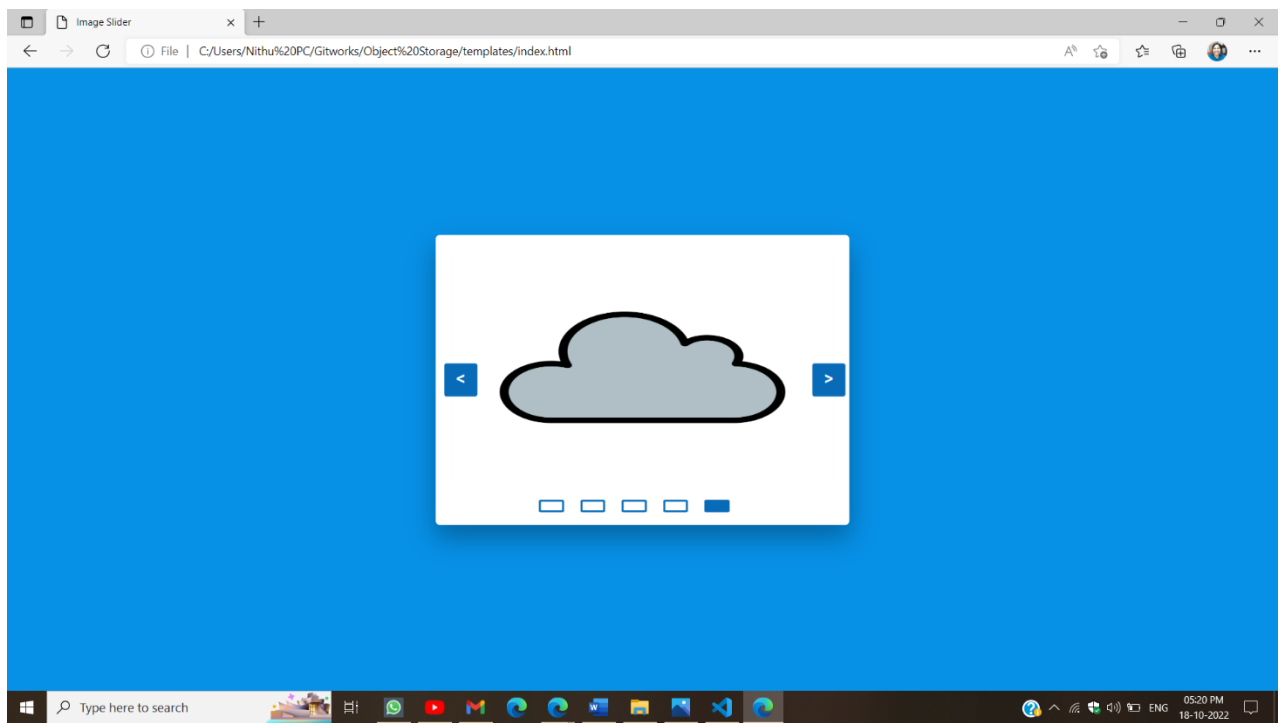 Image Slider
File | C:/Users/Nithu%20PC/Gitworks/Object%20Storage/templates/index.html
<
>
Type here to search
ENG
05:20 PM
18-10-2022